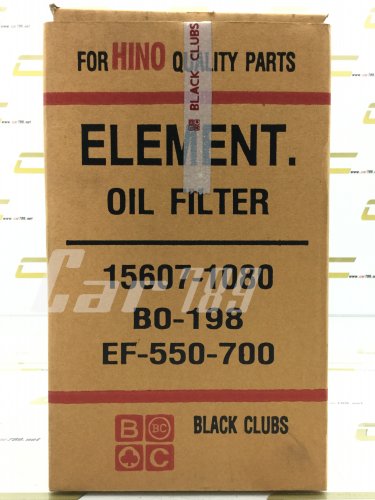 FOR HINO QUALITY PARTS
BLACK CLUBS
ELEMENT.
OIL FILTER
15607-1080
BO-198
EF-550-700
Car189
B BC
C
BLACK CLUBS